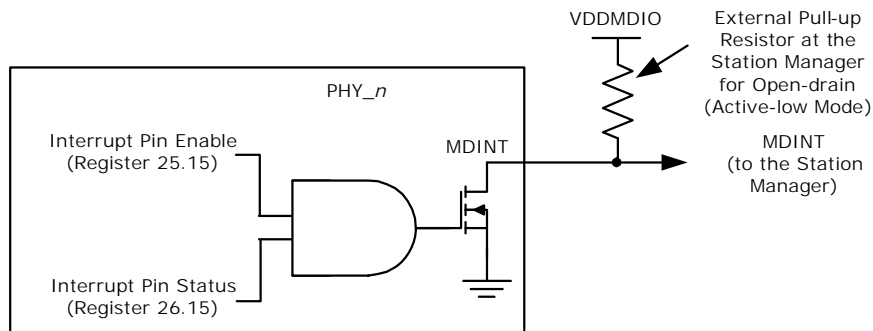 VDDMDIO
External Pull-up
Resistor at the
Station Manager
for Open-drain
(Active-low Mode)
PHY_n
Interrupt Pin Enable
(Register 25.15)
MDINT
MDINT
(to the Station
Manager)
Interrupt Pin Status
(Register 26.15)